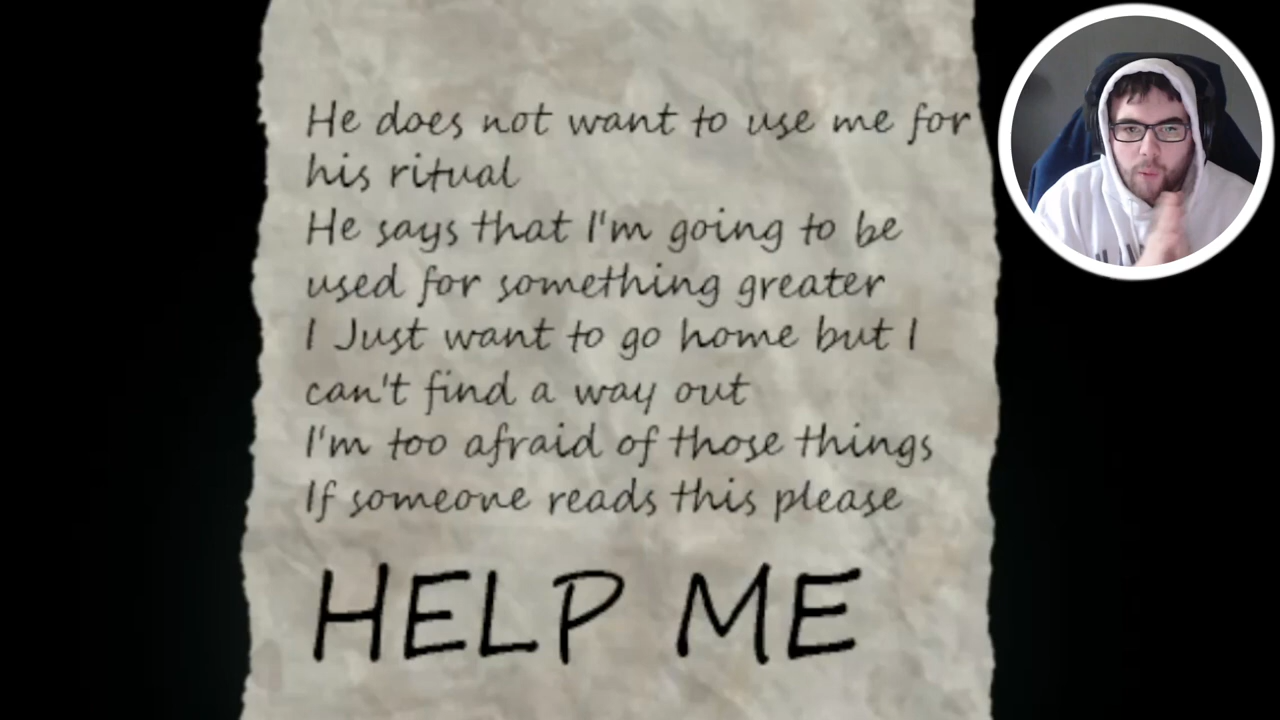 He does not want to use me for
his ritual
He says that I'm going to be
used for something greater
I Just want to go home but I
can't find a way out
I'm too afraid of those things
If someone reads this please
HELP ME